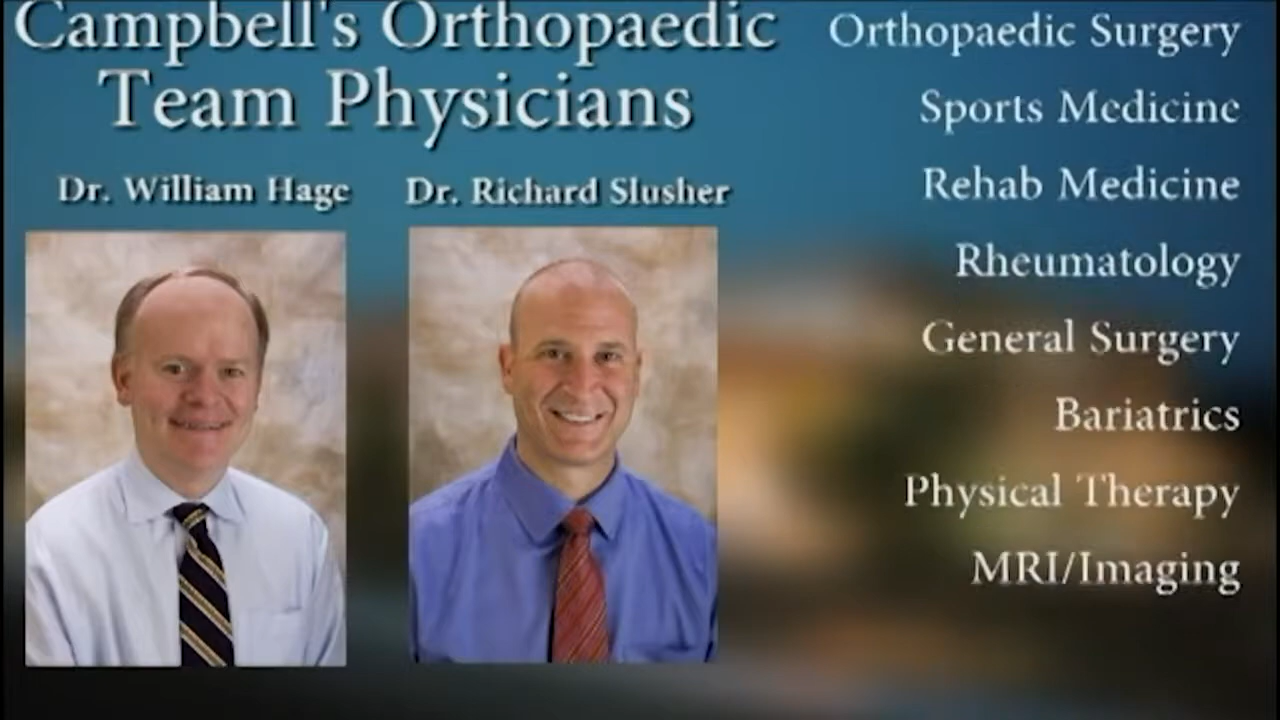 Campbell's Orthopaedic
Team Physicians
Dr. William Hage
Dr. Richard Slusher
Orthopaedic Surgery
Sports Medicine
Rehab Medicine
Rheumatology
General Surgery
Bariatrics
Physical Therapy
MRI/Imaging